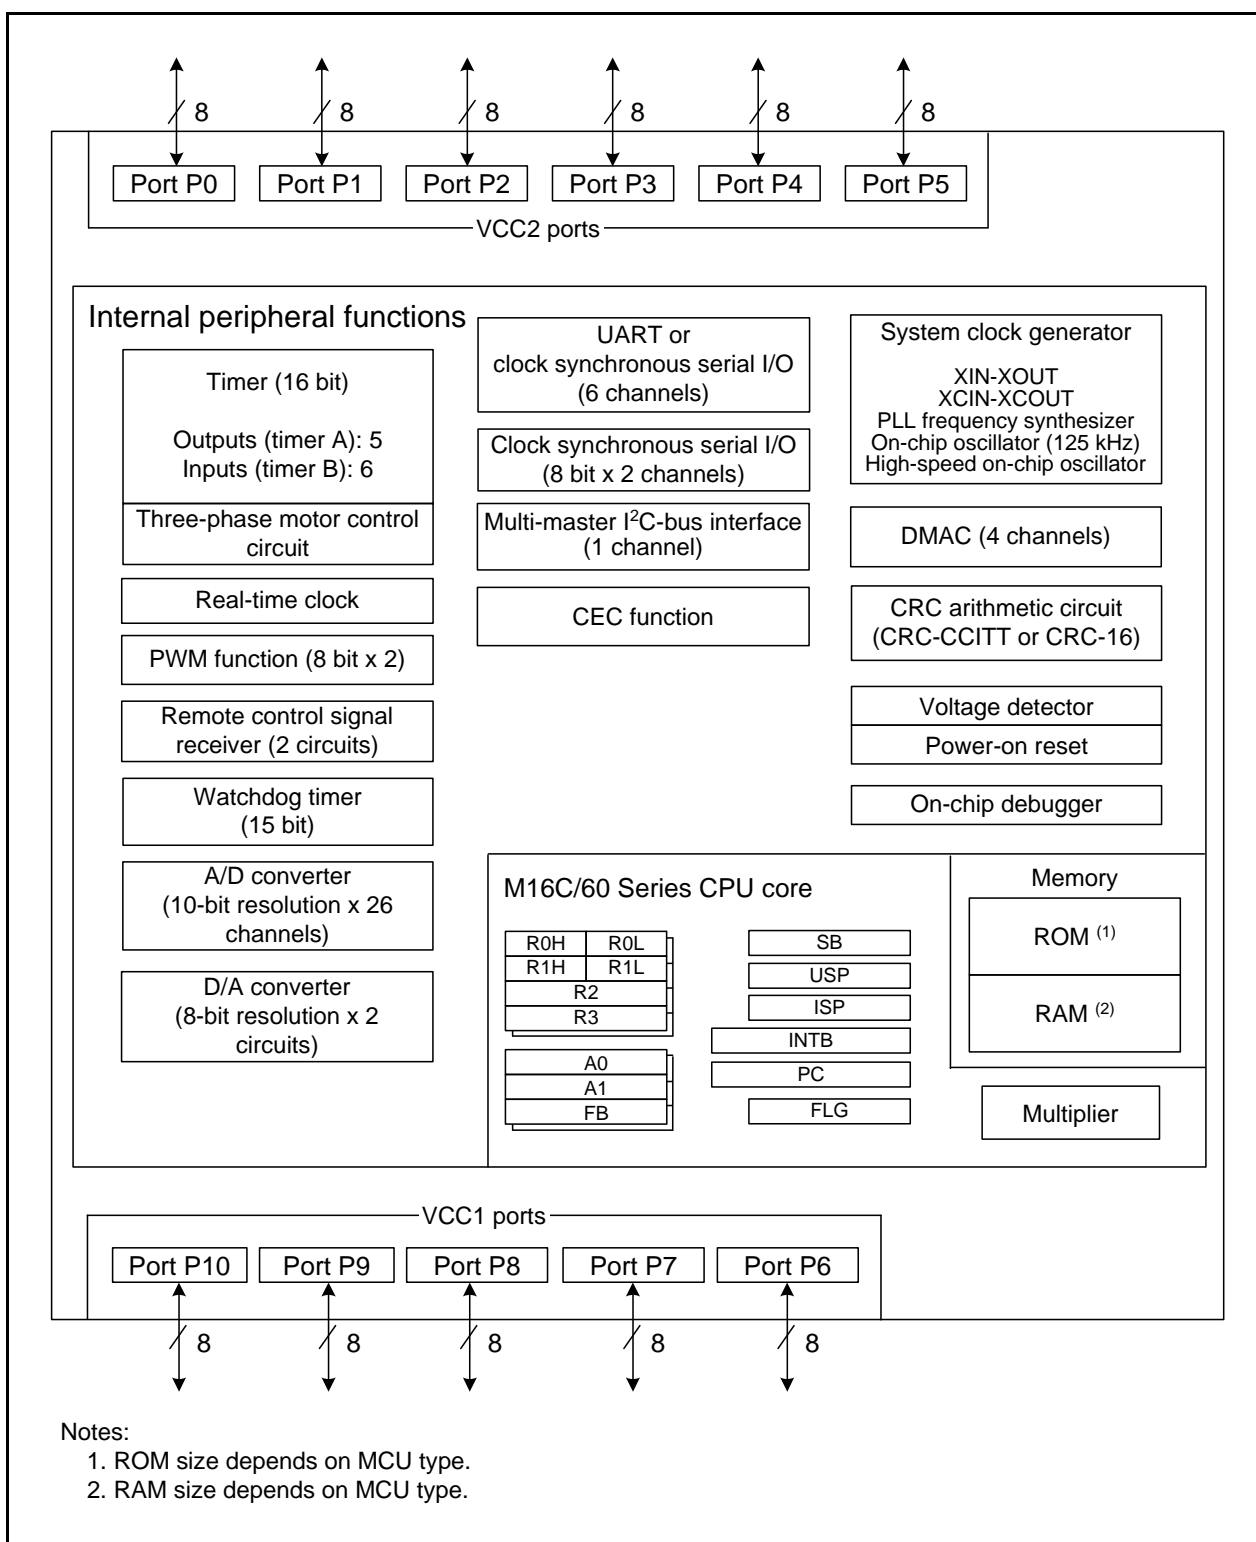 8 8 8 8 8 8
Port P0 Port P1 Port P2 Port P3 Port P4 Port P5
VCC2 ports
Internal peripheral functions
Timer (16 bit)
Outputs (timer A): 5
Inputs (timer B): 6
Three-phase motor control
circuit
Real-time clock
PWM function (8 bit x 2)
Remote control signal
receiver (2 circuits)
Watchdog timer
(15 bit)
A/D converter
(10-bit resolution x 26
channels)
D/A converter
(8-bit resolution x 2
circuits)
UART or
clock synchronous serial I/O
(6 channels)
Clock synchronous serial I/O
(8 bit x 2 channels)
Multi-master I²C-bus interface
(1 channel)
CEC function
System clock generator
XIN-XOUT
XCIN-XCOUT
PLL frequency synthesizer
On-chip oscillator (125 kHz)
High-speed on-chip oscillator
DMAC (4 channels)
CRC arithmetic circuit
(CRC-CCITT or CRC-16)
Voltage detector
Power-on reset
On-chip debugger
M16C/60 Series CPU core
R0H R0L
R1H R1L
R2
R3
A0
A1
FB
SB
USP
ISP
INTB
PC
FLG
Memory
ROM (1)
RAM (2)
Multiplier
VCC1 ports
Port P10 Port P9 Port P8 Port P7 Port P6
8 8 8 8 8
Notes:
1. ROM size depends on MCU type.
2. RAM size depends on MCU type.